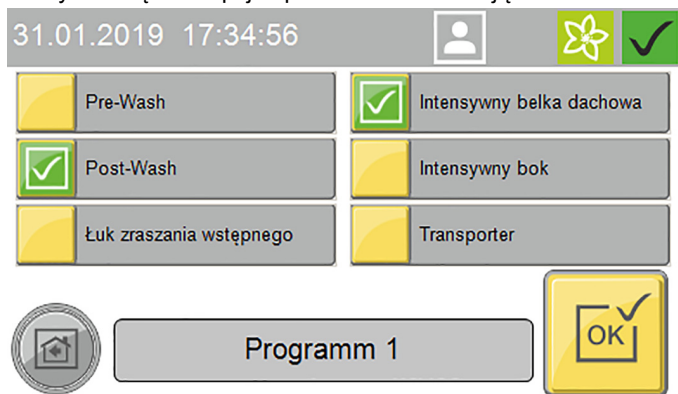 31.01.2019 17:34:56
Pre-Wash
Intensywny belka dachowa
Post-Wash
Intensywny bok
Łuk zraszania wstępnego
Transporter
Programm 1
OK